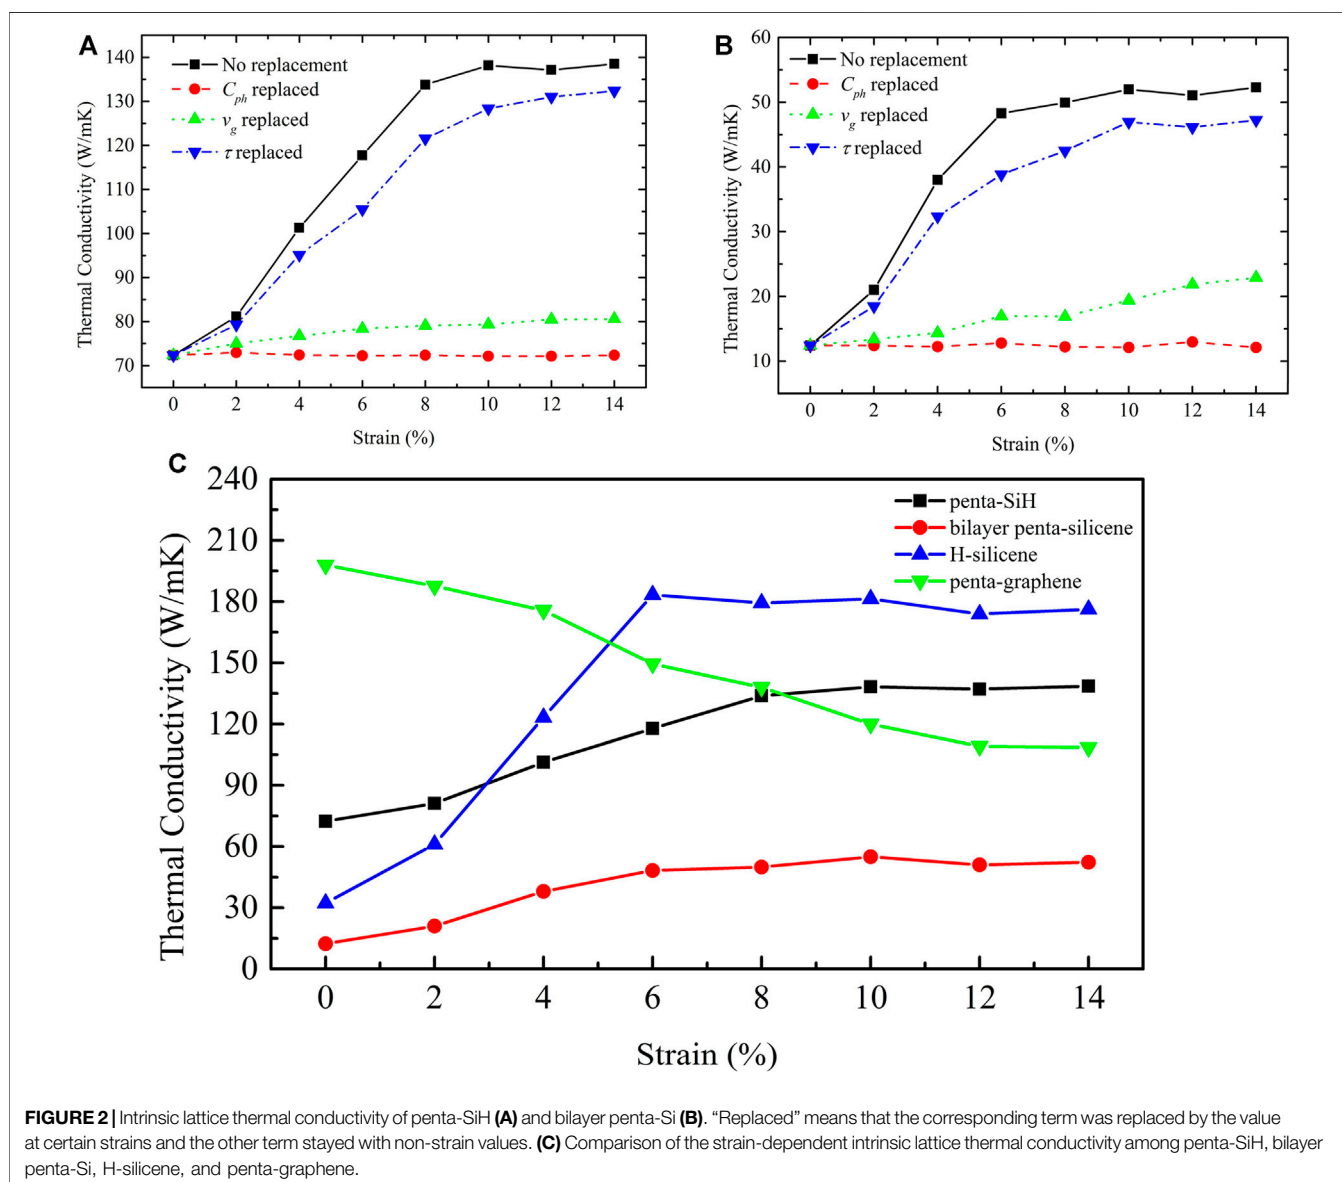 A
140
130
120
110
100
90
80
70
0 2 4 6 8 10 12 14
Strain (%)
Thermal Conductivity (W/mK)
No replacement
C_ph replaced
v_g replaced
τ replaced
B
60
50
40
30
20
10
0 2 4 6 8 10 12 14
Strain (%)
Thermal Conductivity (W/mK)
No replacement
C_ph replaced
v_g replaced
τ replaced
C
240
210
180
150
120
90
60
30
0
0 2 4 6 8 10 12 14
Strain (%)
Thermal Conductivity (W/mK)
penta-SiH
bilayer penta-silicene
H-silicene
penta-graphene
FIGURE 2 | Intrinsic lattice thermal conductivity of penta-SiH (A) and bilayer penta-Si (B). “Replaced” means that the corresponding term was replaced by the value
at certain strains and the other term stayed with non-strain values. (C) Comparison of the strain-dependent intrinsic lattice thermal conductivity among penta-SiH, bilayer
penta-Si, H-silicene, and penta-graphene.